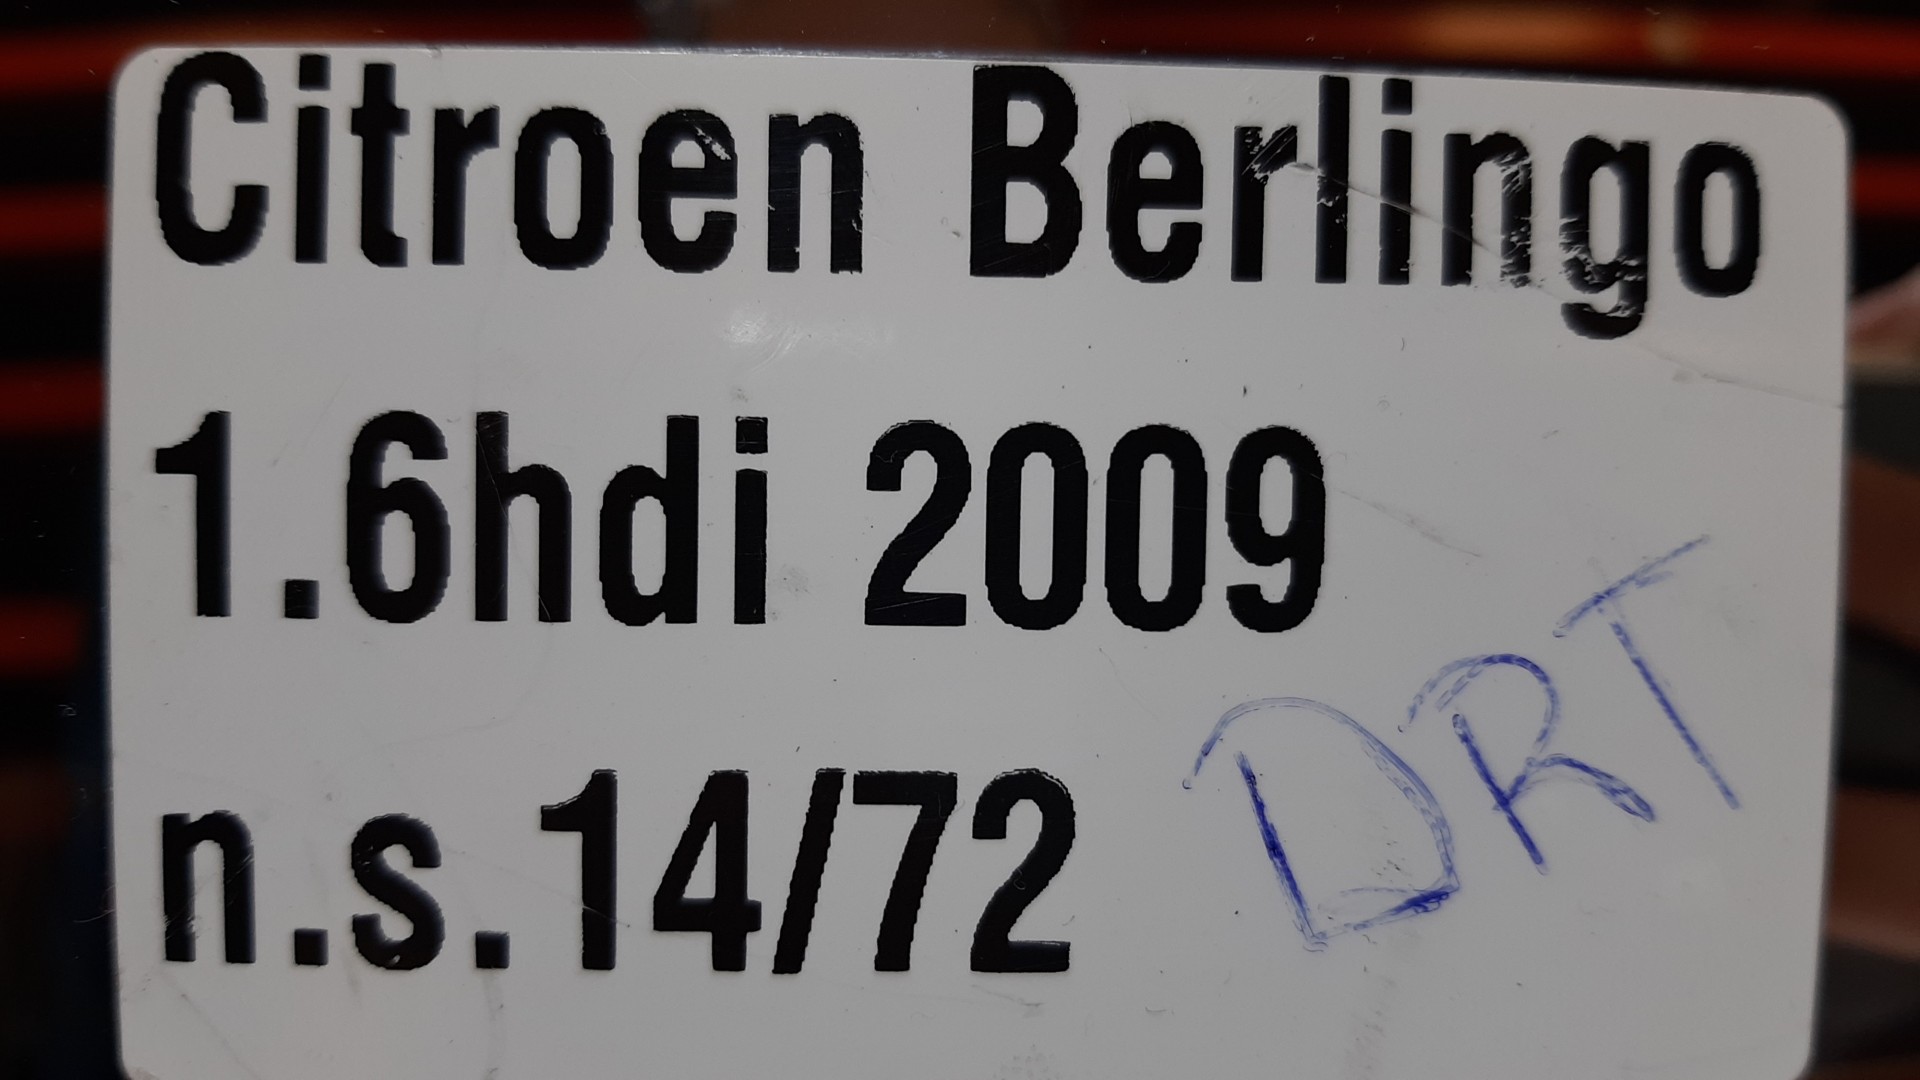 Citroen Berlingo
1.6hdi 2009
n.s.14/72
DRT